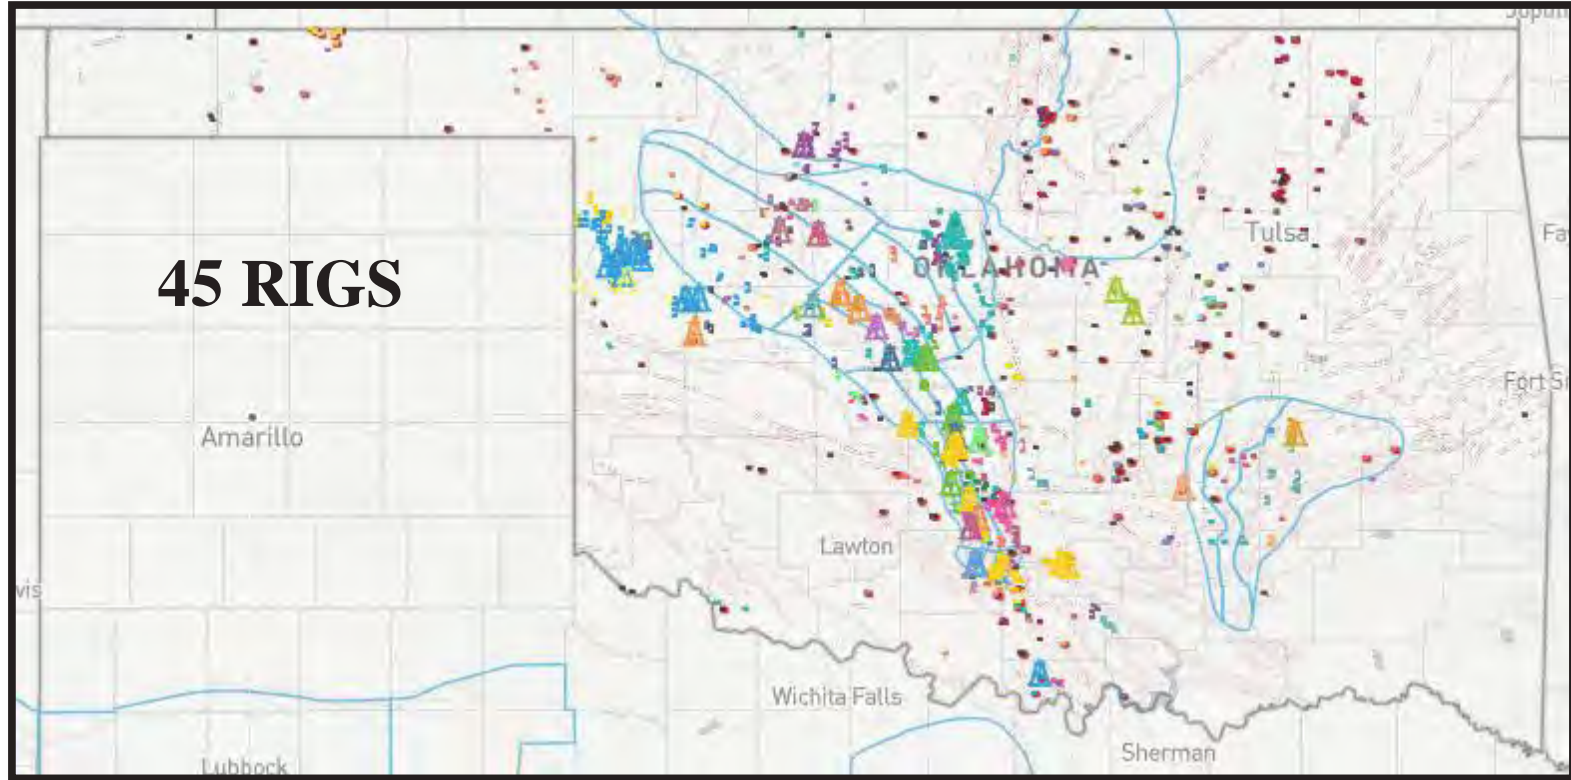 Tulsa
OKLAHOMA
45 RIGS
Amarillo
Lawton
Wichita Falls
Sherman
Lubbock